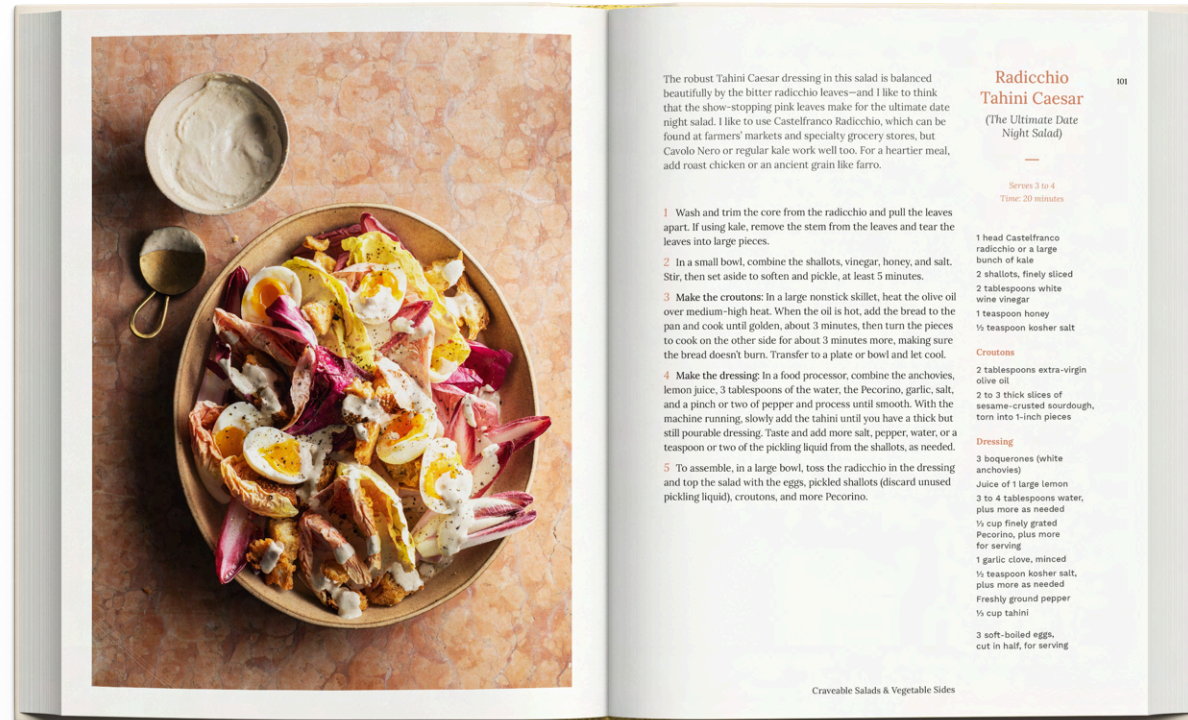 The robust Tahini Caesar dressing in this salad is balanced
beautifully by the bitter radicchio leaves—and I like to think
that the show-stopping pink leaves make for the ultimate date
night salad. I like to use Castelfranco Radicchio, which can be
found at farmers' markets and specialty grocery stores, but
Cavolo Nero or regular kale work well too. For a heartier meal,
add roast chicken or an ancient grain like farro.
1 Wash and trim the core from the radicchio and pull the leaves
apart. If using kale, remove the stem from the leaves and tear the
leaves into large pieces.
2 In a small bowl, combine the shallots, vinegar, honey, and salt.
Stir, then set aside to soften and pickle, at least 5 minutes.
3 Make the croutons: In a large nonstick skillet, heat the olive oil
over medium-high heat. When the oil is hot, add the bread to the
pan and cook until golden, about 3 minutes, then turn the pieces
to cook on the other side for about 3 minutes more, making sure
the bread doesn't burn. Transfer to a plate or bowl and let cool.
4 Make the dressing: In a food processor, combine the anchovies,
lemon juice, 3 tablespoons of the water, the Pecorino, garlic, salt,
and a pinch or two of pepper and process until smooth. With the
machine running, slowly add the tahini until you have a thick but
still pourable dressing. Taste and add more salt, pepper, water, or a
teaspoon or two of the pickling liquid from the shallots, as needed.
5 To assemble, in a large bowl, toss the radicchio in the dressing
and top the salad with the eggs, pickled shallots (discard unused
pickling liquid), croutons, and more Pecorino.
Radicchio
Tahini Caesar
(The Ultimate Date
Night Salad)
Serves 3 to 4
Time: 20 minutes
1 head Castelfranco
radicchio or a large
bunch of kale
2 shallots, finely sliced
2 tablespoons white
wine vinegar
1 teaspoon honey
½ teaspoon kosher salt
Croutons
2 tablespoons extra-virgin
olive oil
2 to 3 thick slices of
sesame-crusted sourdough,
torn into 1-inch pieces
Dressing
3 boquerones (white
anchovies)
Juice of 1 large lemon
3 to 4 tablespoons water,
plus more as needed
cup finely grated
Pecorino, plus more
for serving
1 garlic clove, minced
½ teaspoon kosher salt,
plus more as needed
Freshly ground pepper
cup tahini
3 soft-boiled eggs,
cut in half, for serving
101
Craveable Salads & Vegetable Sides